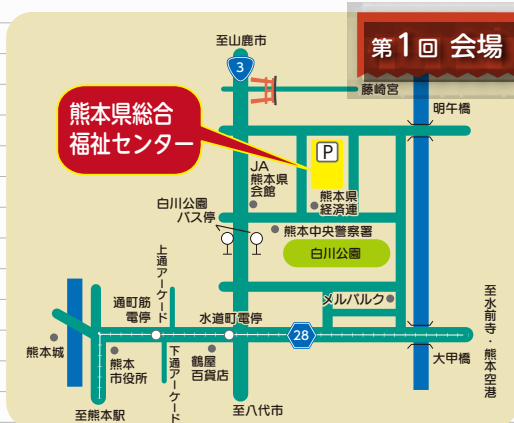 第1回 会場
至山鹿市
3
藤崎宮
明午橋
熊本県総合
福祉センター
P
JA
熊本県
会館
熊本県
経済連
白川公園
バス停
熊本中央警察署
白川公園
上通アーケード
メルパルク
至水前寺・熊本空港
通町筋
電停
水道町電停
28
熊本城
熊本
市役所
下通アーケード
鶴屋
百貨店
大甲橋
至熊本駅
至八代市